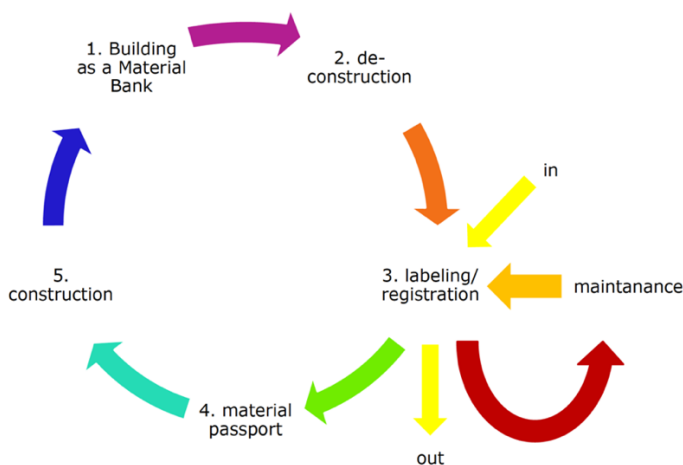 1. Building
as a Material
Bank
2. de-
construction
in
3. labeling/
registration
maintanance
5.
construction
4. material
passport
out